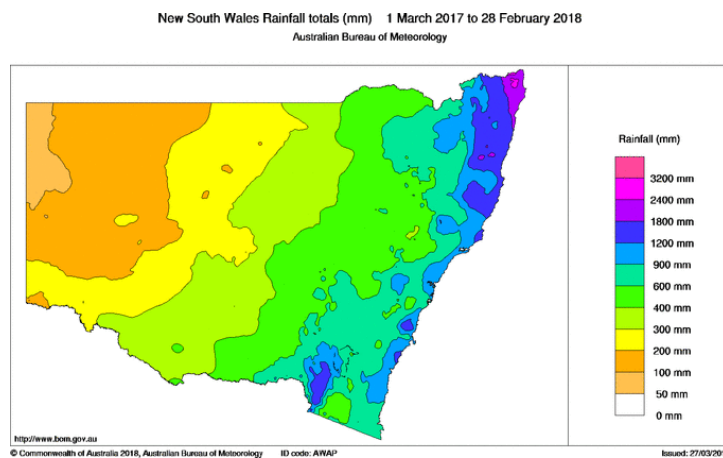 New South Wales Rainfall totals (mm)    1 March 2017 to 28 February 2018
Australian Bureau of Meteorology
Rainfall (mm)
3200 mm
2400 mm
1800 mm
1200 mm
900 mm
600 mm
400 mm
300 mm
200 mm
100 mm
50 mm
0 mm
http://www.bom.gov.au
© Commonwealth of Australia 2018, Australian Bureau of Meteorology    ID code: AWAP    Issued: